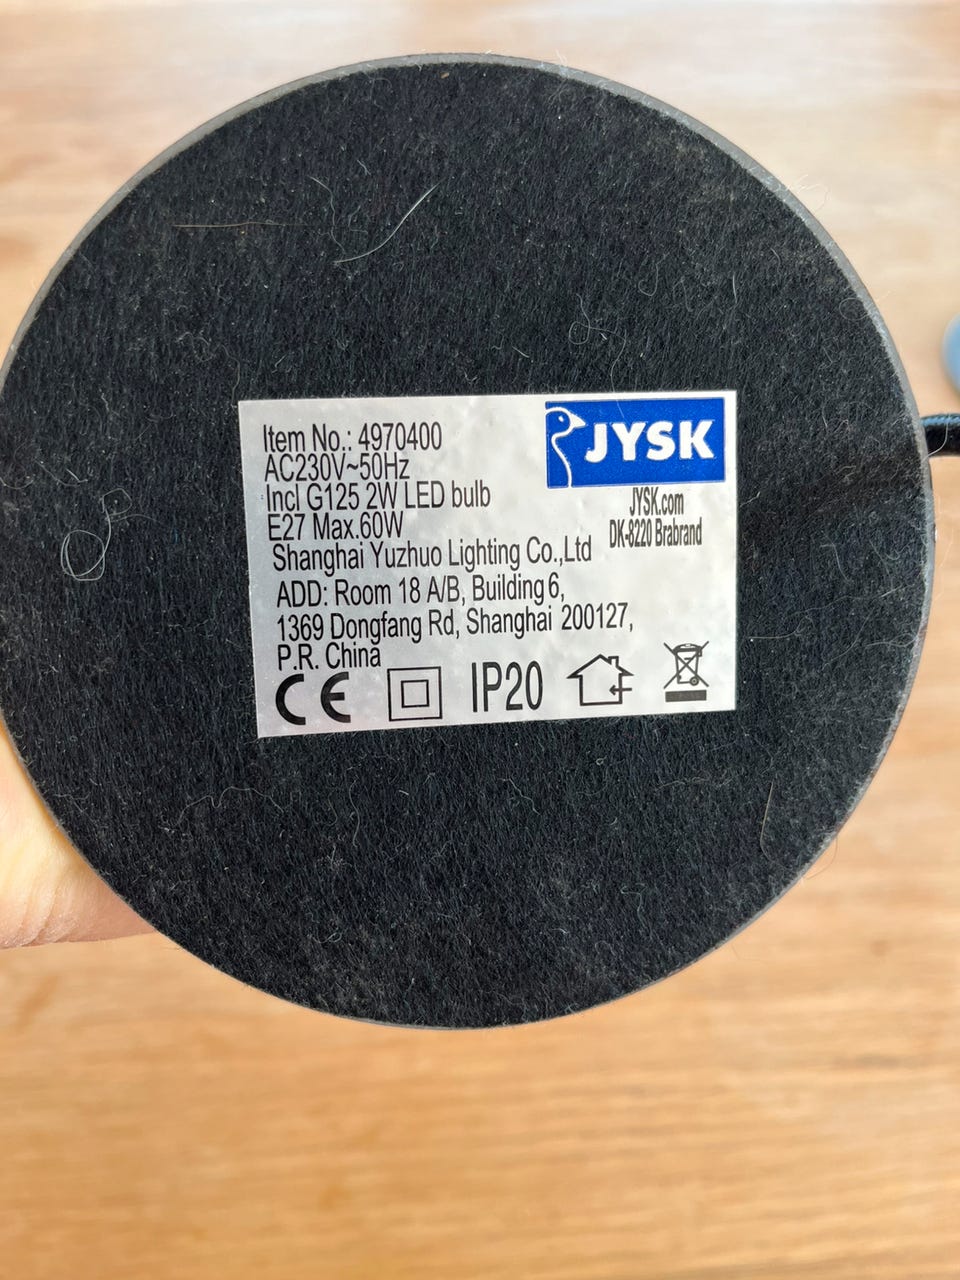 Item No.: 4970400
AC230V~50Hz
Incl G125 2W LED bulb
E27 Max.60W
Shanghai Yuzhuo Lighting Co.,Ltd
ADD: Room 18 A/B, Building 6,
1369 Dongfang Rd, Shanghai 200127,
P.R. China
JYSK
JYSK.com
DK-8220 Brabrand
CE
IP20